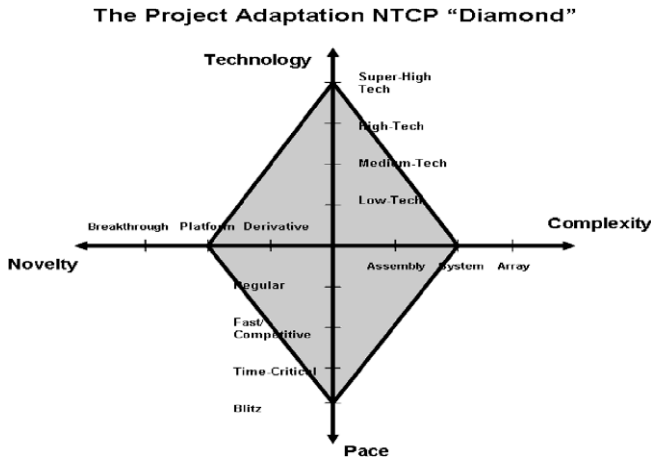 The Project Adaptation NTCP “Diamond”
Technology
Super-High
Tech
High-Tech
Medium-Tech
Low-Tech
Breakthrough Platform Derivative
Complexity
Novelty
Assembly System Array
Regular
Fast/
Competitive
Time-Critical
Blitz
Pace